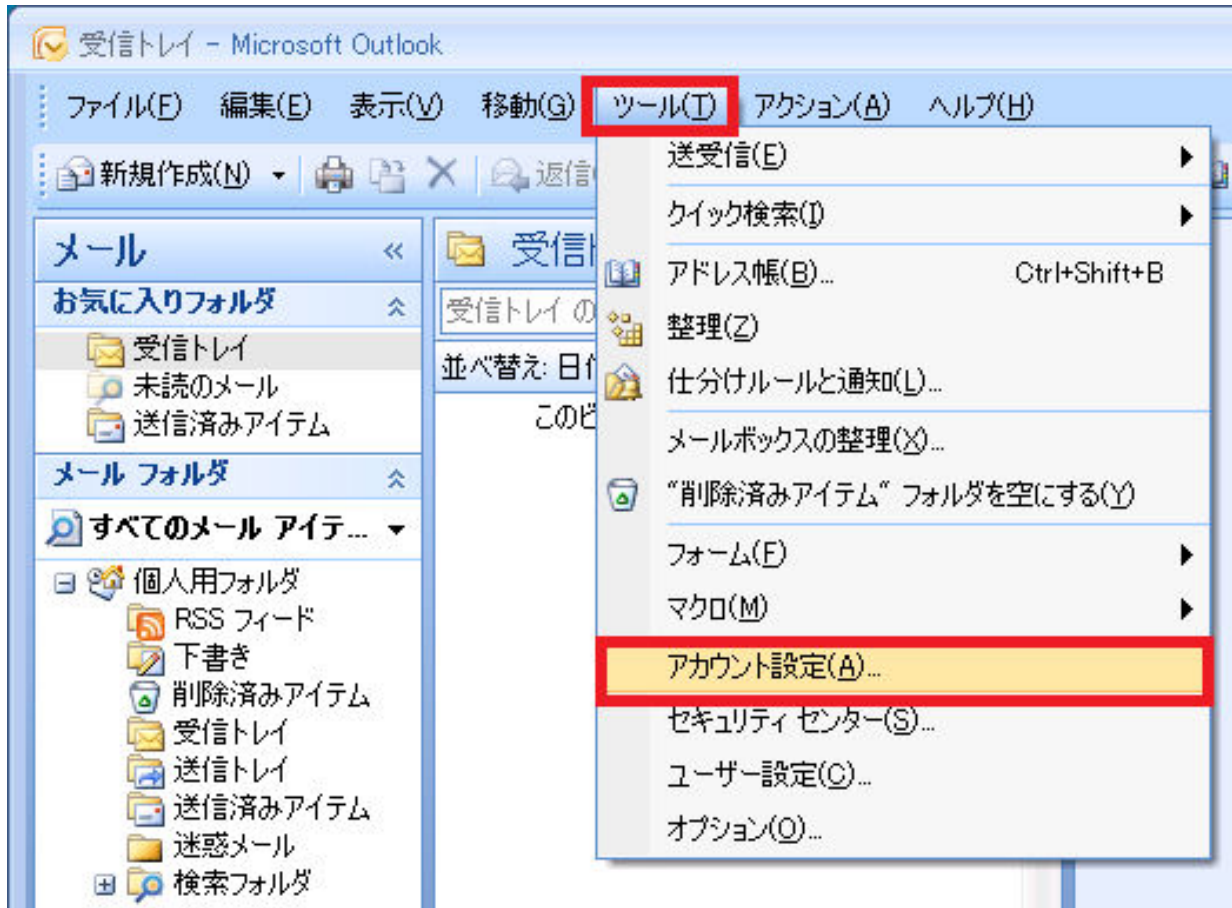 受信トレイ - Microsoft Outlook
ファイル(F) 編集(E) 表示(V) 移動(G) ツール(T) アクション(A) ヘルプ(H)
新規作成(N) 返信
メール
お気に入りフォルダ
受信トレイ
未読のメール
送信済みアイテム
メール フォルダ
すべてのメール アイテ...
個人用フォルダ
RSS フィード
下書き
削除済みアイテム
受信トレイ
送信トレイ
送信済みアイテム
迷惑メール
検索フォルダ
受信
受信トレイ の
並べ替え: 日
このビ
送受信(E)
クイック検索(I)
アドレス帳(B)... Ctrl+Shift+B
整理(Z)
仕分けルールと通知(L)...
メールボックスの整理(X)...
"削除済みアイテム" フォルダを空にする(Y)
フォーム(F)
マクロ(M)
アカウント設定(A)...
セキュリティ センター(S)...
ユーザー設定(C)...
オプション(O)...